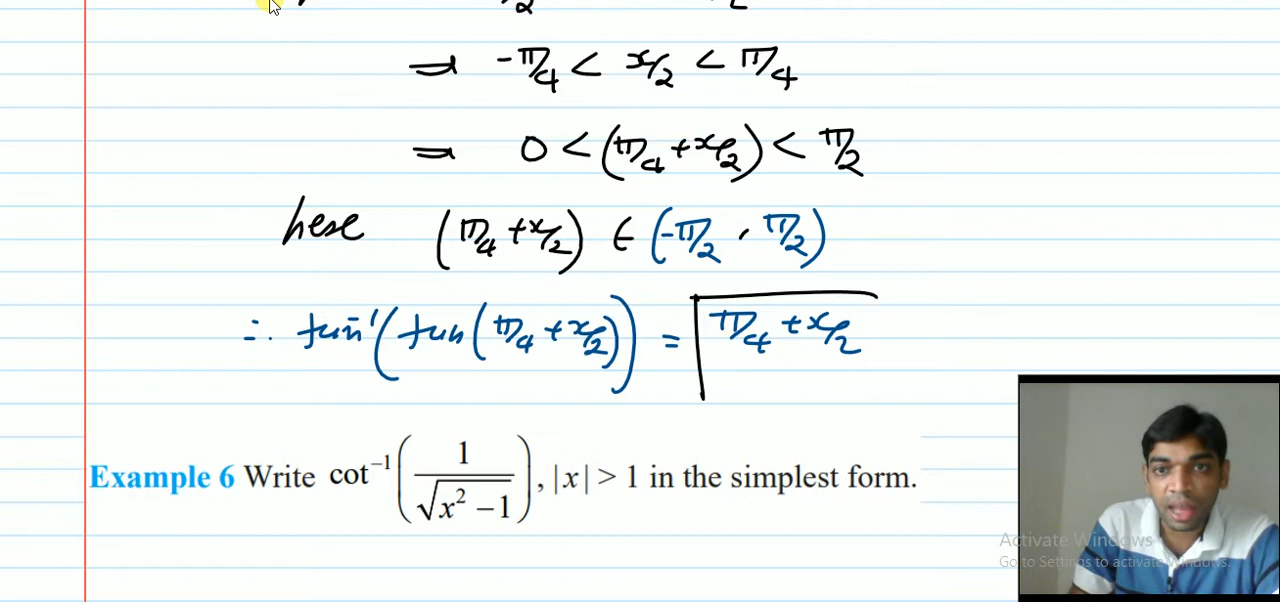 ⇒ -π/4 < x/2 < π/4
⇒ 0 < (π/4 + x/2) < π/2
here (π/4 + x/2) ∈ (-π/2 , π/2)
∴ tan⁻¹(tan(π/4 + x/2)) = π/4 + x/2
Example 6 Write cot⁻¹(1/√(x² − 1)), |x| > 1 in the simplest form.
Activate Windows
Go to Settings to activate Windows.